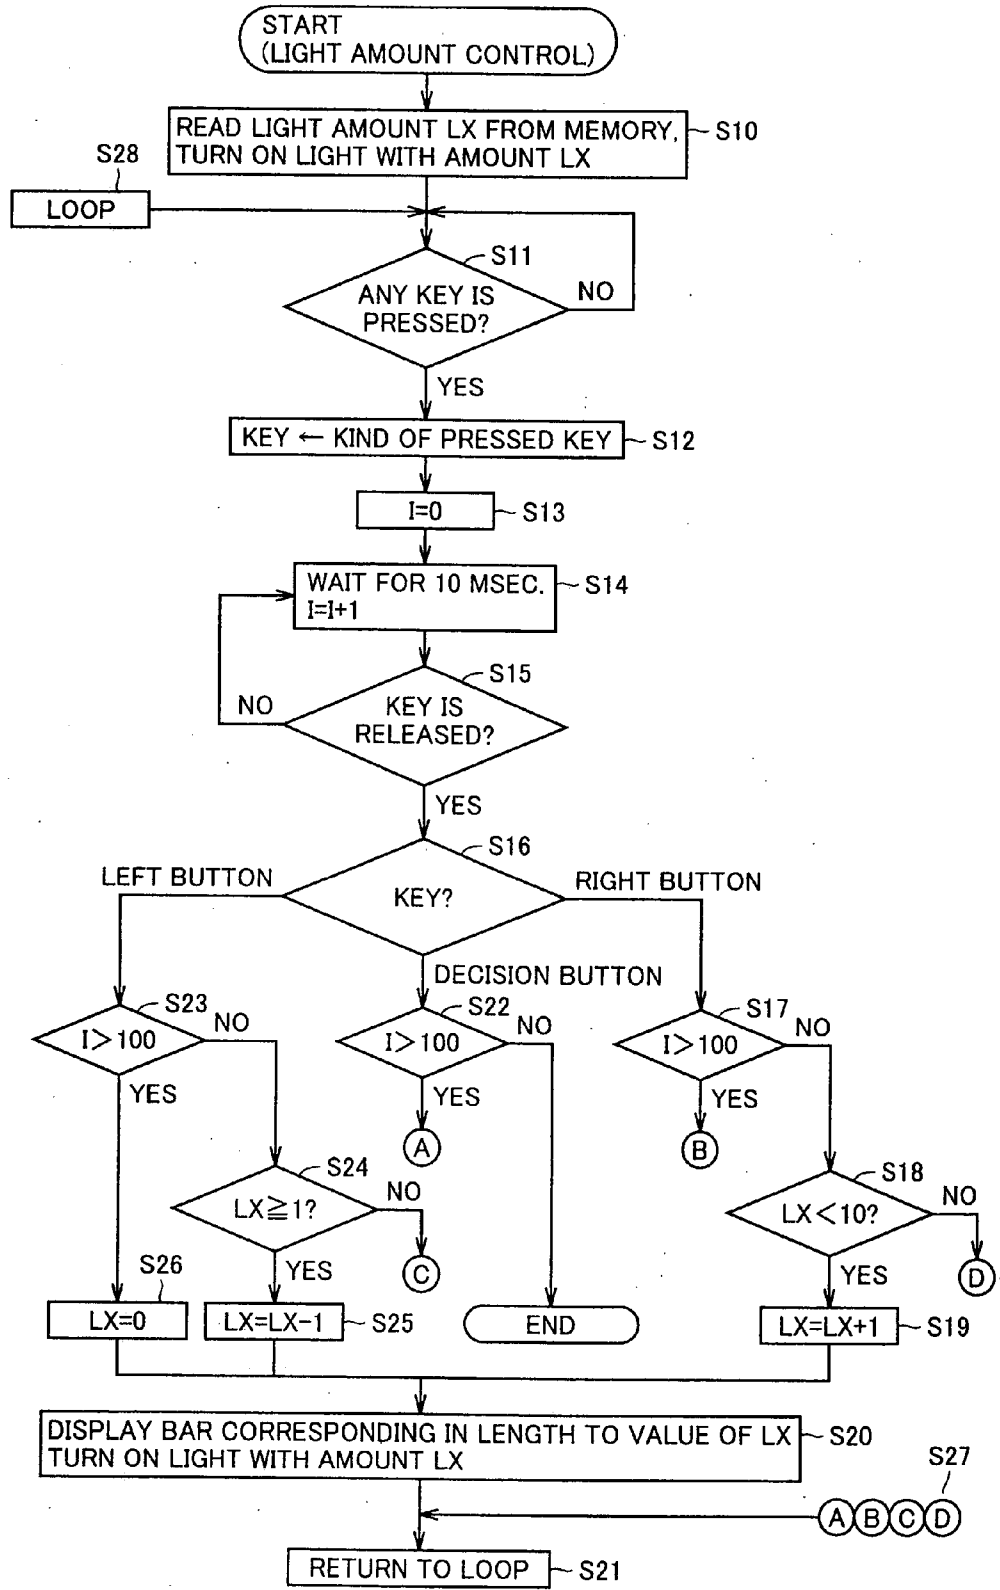 START
(LIGHT AMOUNT CONTROL)
READ LIGHT AMOUNT LX FROM MEMORY,
TURN ON LIGHT WITH AMOUNT LX
S10
S28
LOOP
S11
ANY KEY IS
PRESSED?
NO
YES
KEY ← KIND OF PRESSED KEY
S12
I=0
S13
WAIT FOR 10 MSEC.
I=I+1
S14
S15
KEY IS
RELEASED?
NO
YES
S16
KEY?
LEFT BUTTON
RIGHT BUTTON
DECISION BUTTON
S23
I>100
NO
YES
S22
I>100
NO
YES
A
S17
I>100
NO
YES
B
S24
LX≧1?
NO
YES
C
S18
LX<10?
NO
YES
D
S26
LX=0
LX=LX-1
S25
END
LX=LX+1
S19
DISPLAY BAR CORRESPONDING IN LENGTH TO VALUE OF LX
TURN ON LIGHT WITH AMOUNT LX
S20
S27
A B C D
RETURN TO LOOP
S21